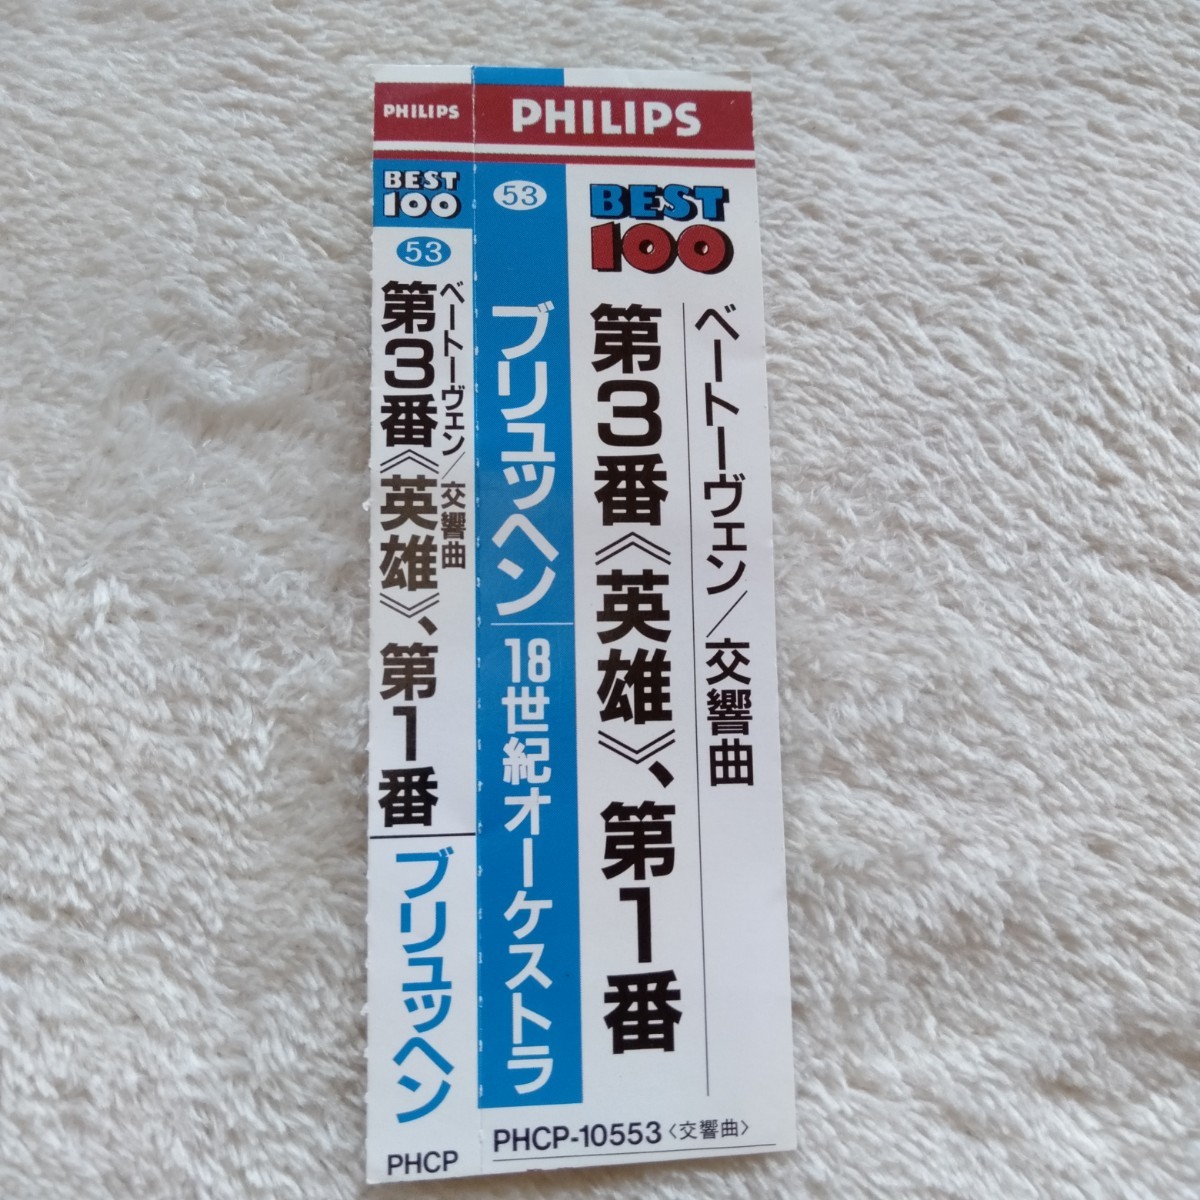 PHILIPS
BEST
100
53
ベートーヴェン/交響曲
第3番《英雄》、第1番
ブリュッヘン
PHCP
PHILIPS
BEST
100
53
ベートーヴェン/交響曲
第3番《英雄》、第1番
ブリュッヘン
18世紀オーケストラ
PHCP-10553〈交響曲〉